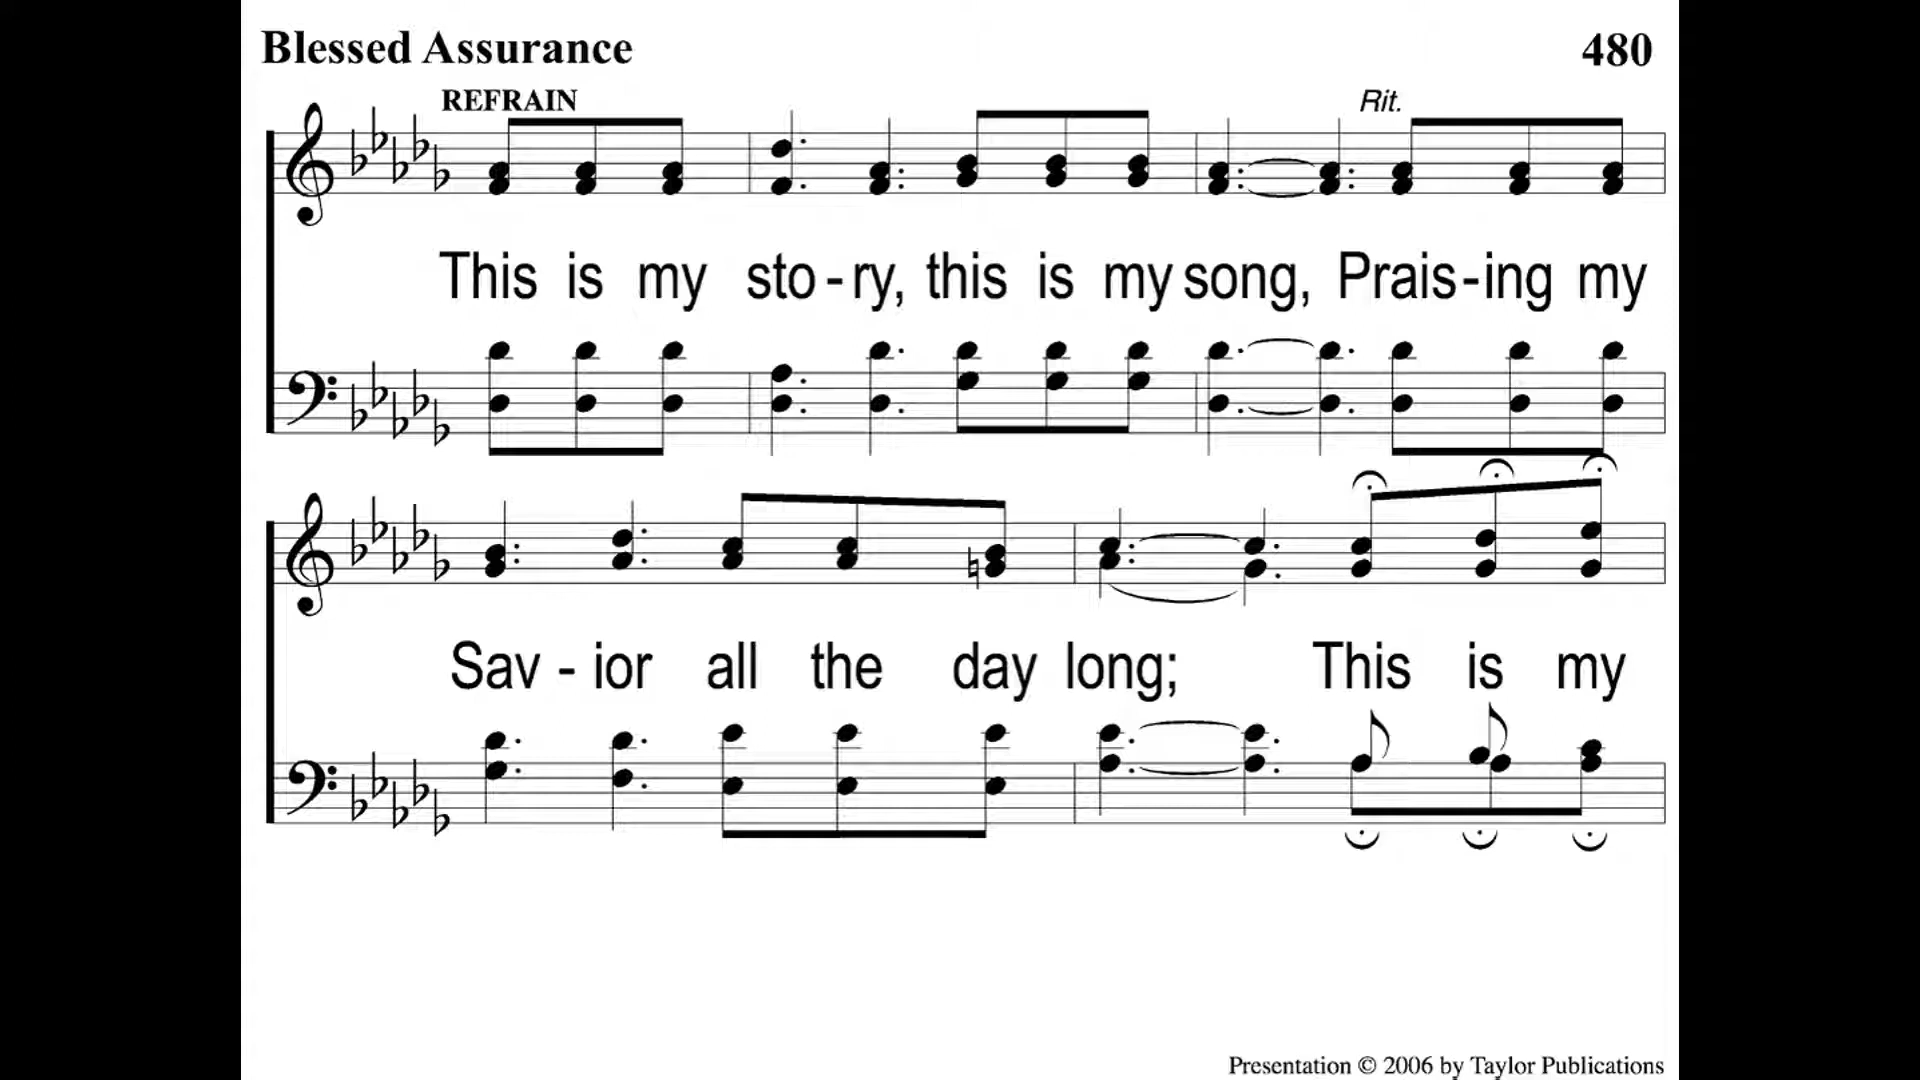 Blessed Assurance 480
REFRAIN Rit.
This is my sto-ry, this is my song, Prais-ing my
Sav-ior all the day long; This is my
Presentation © 2006 by Taylor Publications